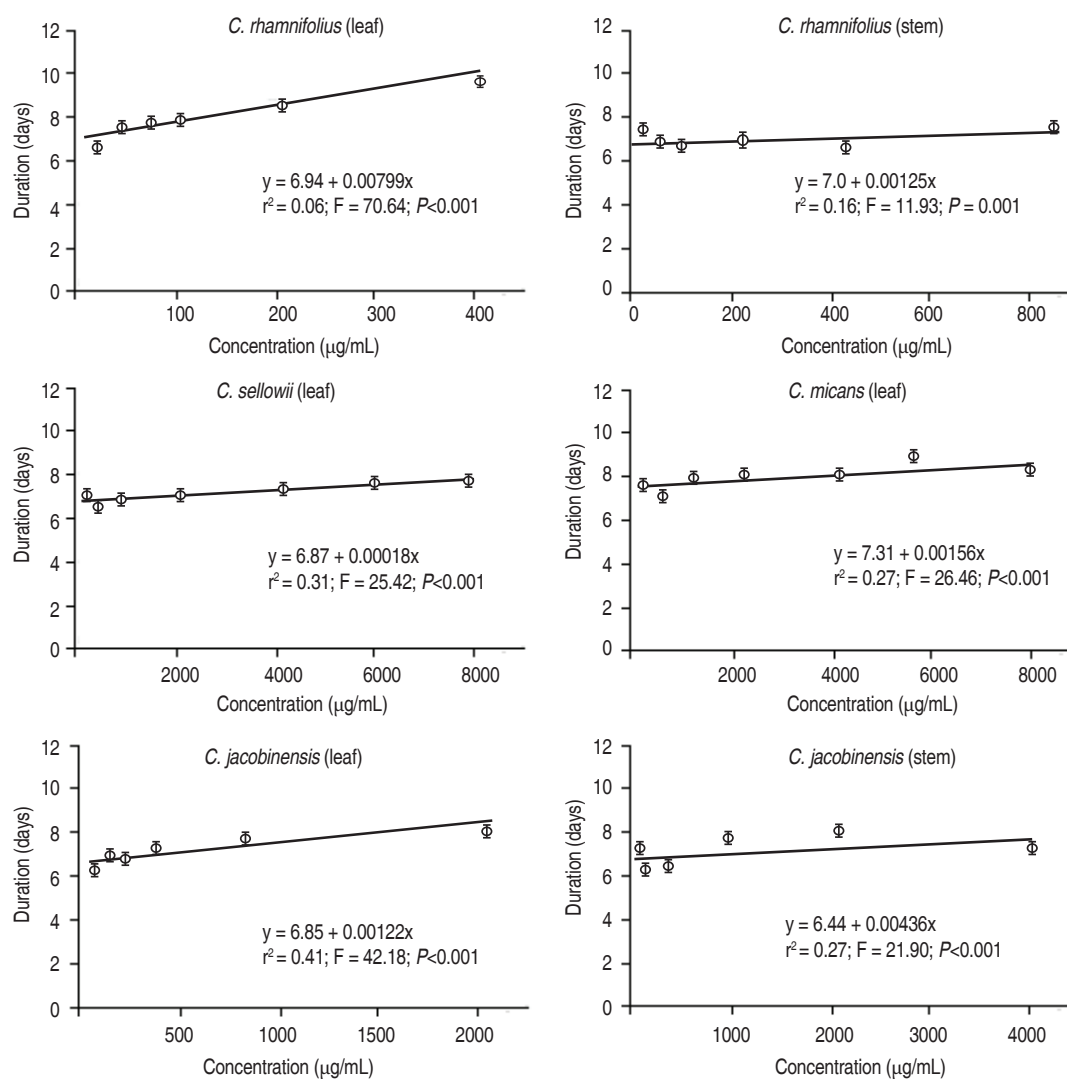 C. rhamnifolius (leaf)
12
10
8
6
4
2
0
Duration (days)
y = 6.94 + 0.00799x
r² = 0.06; F = 70.64; P<0.001
100 200 300 400
Concentration (µg/mL)
C. rhamnifolius (stem)
12
10
8
6
4
2
0
Duration (days)
y = 7.0 + 0.00125x
r² = 0.16; F = 11.93; P = 0.001
0 200 400 600 800
Concentration (µg/mL)
C. sellowii (leaf)
12
10
8
6
4
2
0
Duration (days)
y = 6.87 + 0.00018x
r² = 0.31; F = 25.42; P<0.001
2000 4000 6000 8000
Concentration (µg/mL)
C. micans (leaf)
12
10
8
6
4
2
0
Duration (days)
y = 7.31 + 0.00156x
r² = 0.27; F = 26.46; P<0.001
2000 4000 6000 8000
Concentration (µg/mL)
C. jacobinensis (leaf)
12
10
8
6
4
2
0
Duration (days)
y = 6.85 + 0.00122x
r² = 0.41; F = 42.18; P<0.001
500 1000 1500 2000
Concentration (µg/mL)
C. jacobinensis (stem)
12
10
8
6
4
2
0
Duration (days)
y = 6.44 + 0.00436x
r² = 0.27; F = 21.90; P<0.001
1000 2000 3000 4000
Concentration (µg/mL)